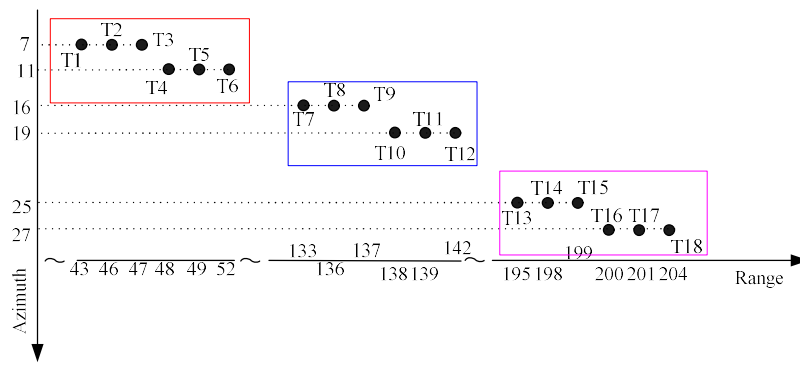 7
T1
T2
T3
11
T4
T5
T6
16
T7
T8
T9
19
T10
T11
T12
25
T13
T14
T15
27
T16
T17
T18
43 46 47 48 49 52
133 136 137 138 139 142
195 198 199 200 201 204
Range
Azimuth